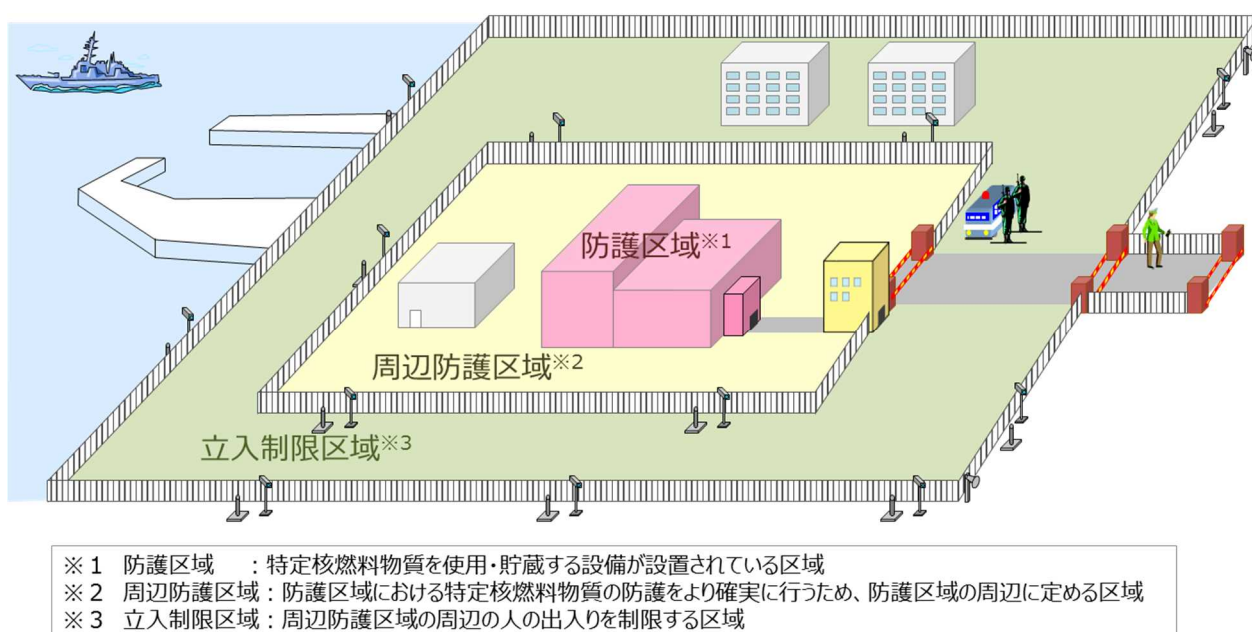 防護区域※1
周辺防護区域※2
立入制限区域※3
※1 防護区域 :特定核燃料物質を使用・貯蔵する設備が設置されている区域
※2 周辺防護区域:防護区域における特定核燃料物質の防護をより確実に行うため、防護区域の周辺に定める区域
※3 立入制限区域:周辺防護区域の周辺の人の出入りを制限する区域